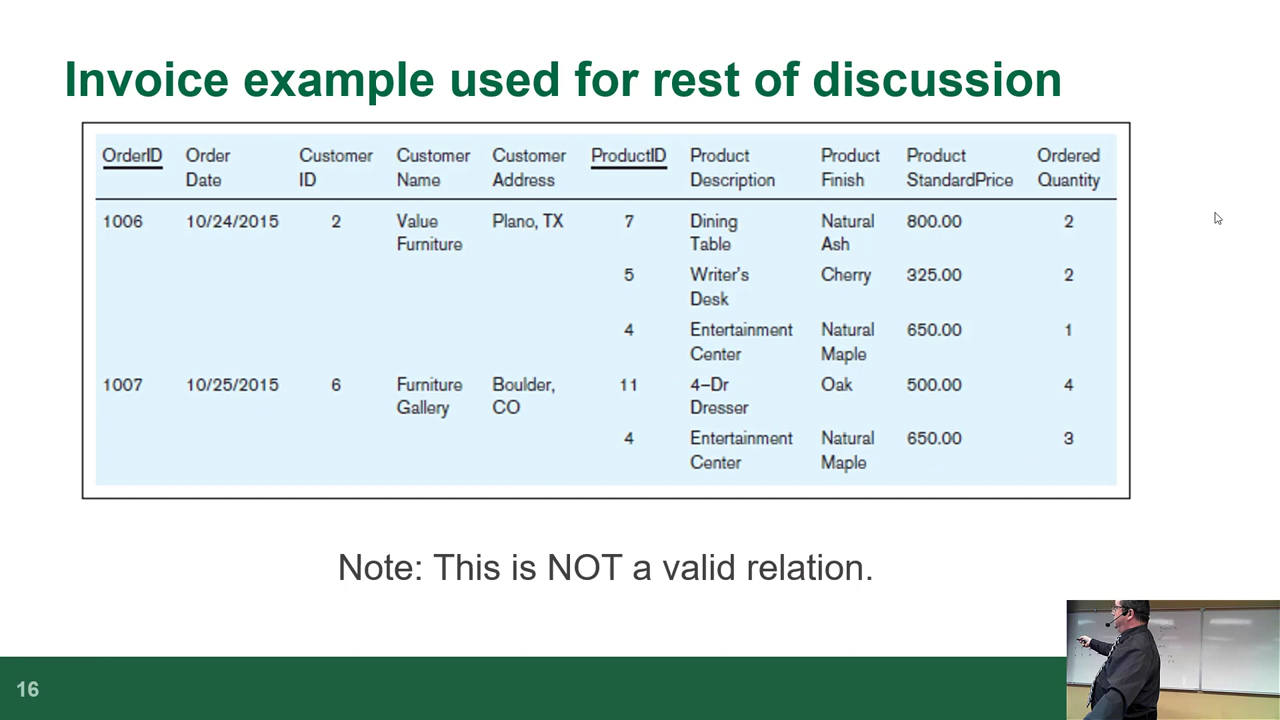 Invoice example used for rest of discussion
OrderID Order Date Customer ID Customer Name Customer Address ProductID Product Description Product Finish Product StandardPrice Ordered Quantity
1006 10/24/2015 2 Value Furniture Plano, TX 7 Dining Table Natural Ash 800.00 2
5 Writer's Desk Cherry 325.00 2
4 Entertainment Center Natural Maple 650.00 1
1007 10/25/2015 6 Furniture Gallery Boulder, CO 11 4–Dr Dresser Oak 500.00 4
4 Entertainment Center Natural Maple 650.00 3
Note: This is NOT a valid relation.
16